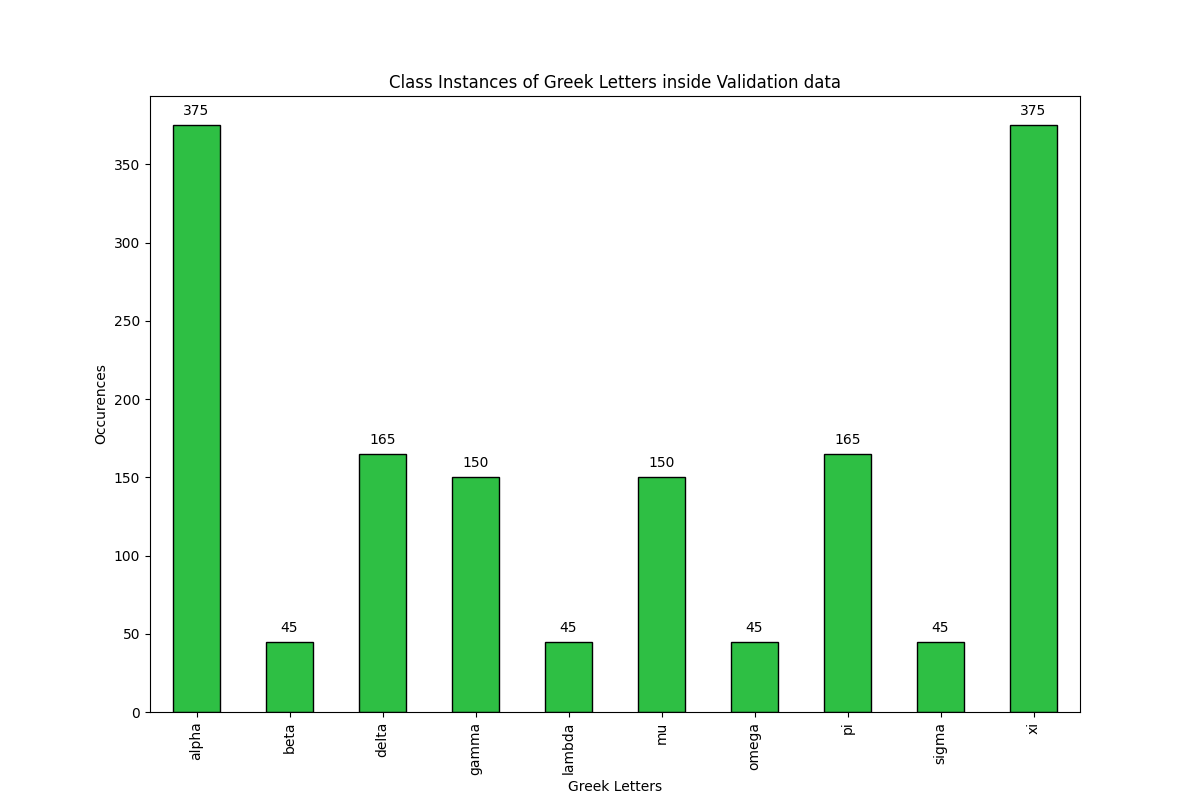 Class Instances of Greek Letters inside Validation data
375
375
350
300
250
200
150
100
50
0
Occurences
45
165
150
45
150
45
165
45
alpha
beta
delta
gamma
lambda
mu
omega
pi
sigma
xi
Greek Letters